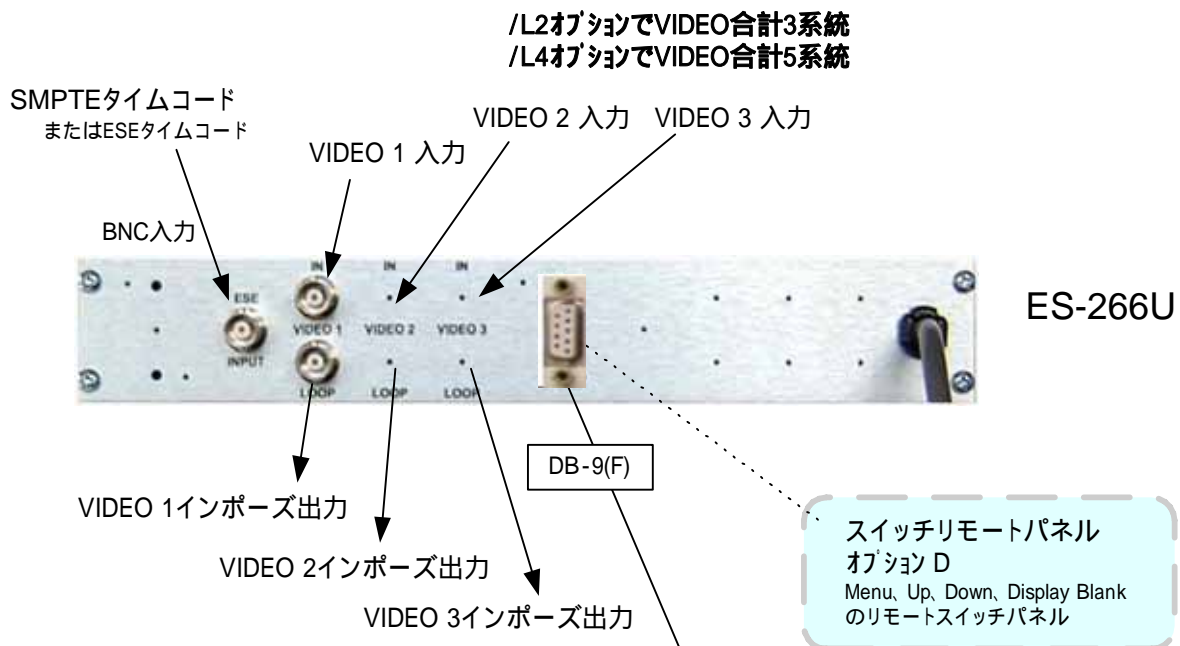 /L2ｵﾌﾟｼｮﾝでVIDEO合計3系統
/L4ｵﾌﾟｼｮﾝでVIDEO合計5系統
SMPTEタイムコード
またはESEタイムコード
VIDEO 1 入力
VIDEO 2 入力
VIDEO 3 入力
BNC入力
IN
IN
IN
ESE
INPUT
VIDEO 1
VIDEO 2
VIDEO 3
LOOP
LOOP
LOOP
ES-266U
DB-9(F)
VIDEO 1インポーズ出力
VIDEO 2インポーズ出力
VIDEO 3インポーズ出力
スイッチリモートパネル
ｵﾌﾟｼｮﾝ D
Menu、Up、Down、Display Blank
のリモートスイッチパネル